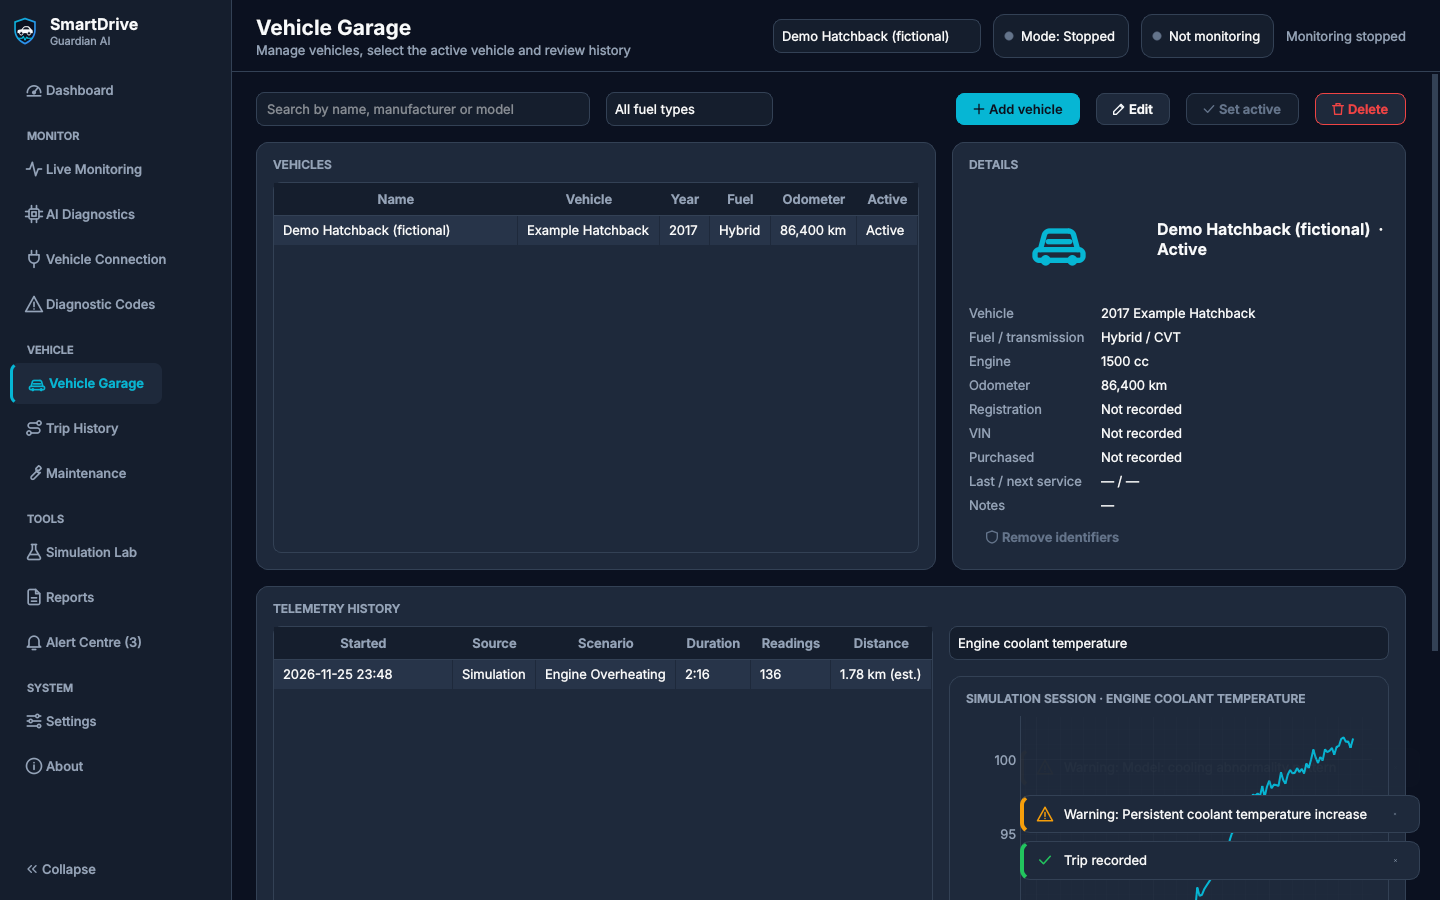 SmartDrive
Guardian AI
Dashboard
MONITOR
Live Monitoring
AI Diagnostics
Vehicle Connection
Diagnostic Codes
VEHICLE
Vehicle Garage
Trip History
Maintenance
TOOLS
Simulation Lab
Reports
Alert Centre (3)
SYSTEM
Settings
About
« Collapse
Vehicle Garage
Manage vehicles, select the active vehicle and review history
Demo Hatchback (fictional)
Mode: Stopped
Not monitoring
Monitoring stopped
Search by name, manufacturer or model
All fuel types
+ Add vehicle
Edit
Set active
Delete
VEHICLES
Name Vehicle Year Fuel Odometer Active
Demo Hatchback (fictional) Example Hatchback 2017 Hybrid 86,400 km Active
DETAILS
Demo Hatchback (fictional) ·
Active
Vehicle 2017 Example Hatchback
Fuel / transmission Hybrid / CVT
Engine 1500 cc
Odometer 86,400 km
Registration Not recorded
VIN Not recorded
Purchased Not recorded
Last / next service — / —
Notes —
Remove identifiers
TELEMETRY HISTORY
Started Source Scenario Duration Readings Distance
2026-11-25 23:48 Simulation Engine Overheating 2:16 136 1.78 km (est.)
Engine coolant temperature
SIMULATION SESSION · ENGINE COOLANT TEMPERATURE
100
Warning: Model: cooling abnormality
Warning: Persistent coolant temperature increase
95
Trip recorded